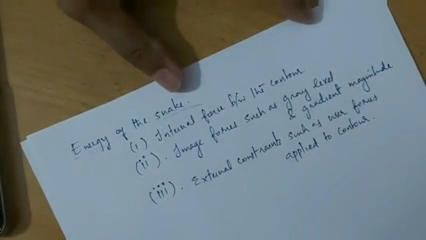 Energy of the snake.
(i) Internal force b/w the contour
(ii). Image forces such as gray level
& gradient magnitude
(iii). External constraints such as user forces
applied to contour.